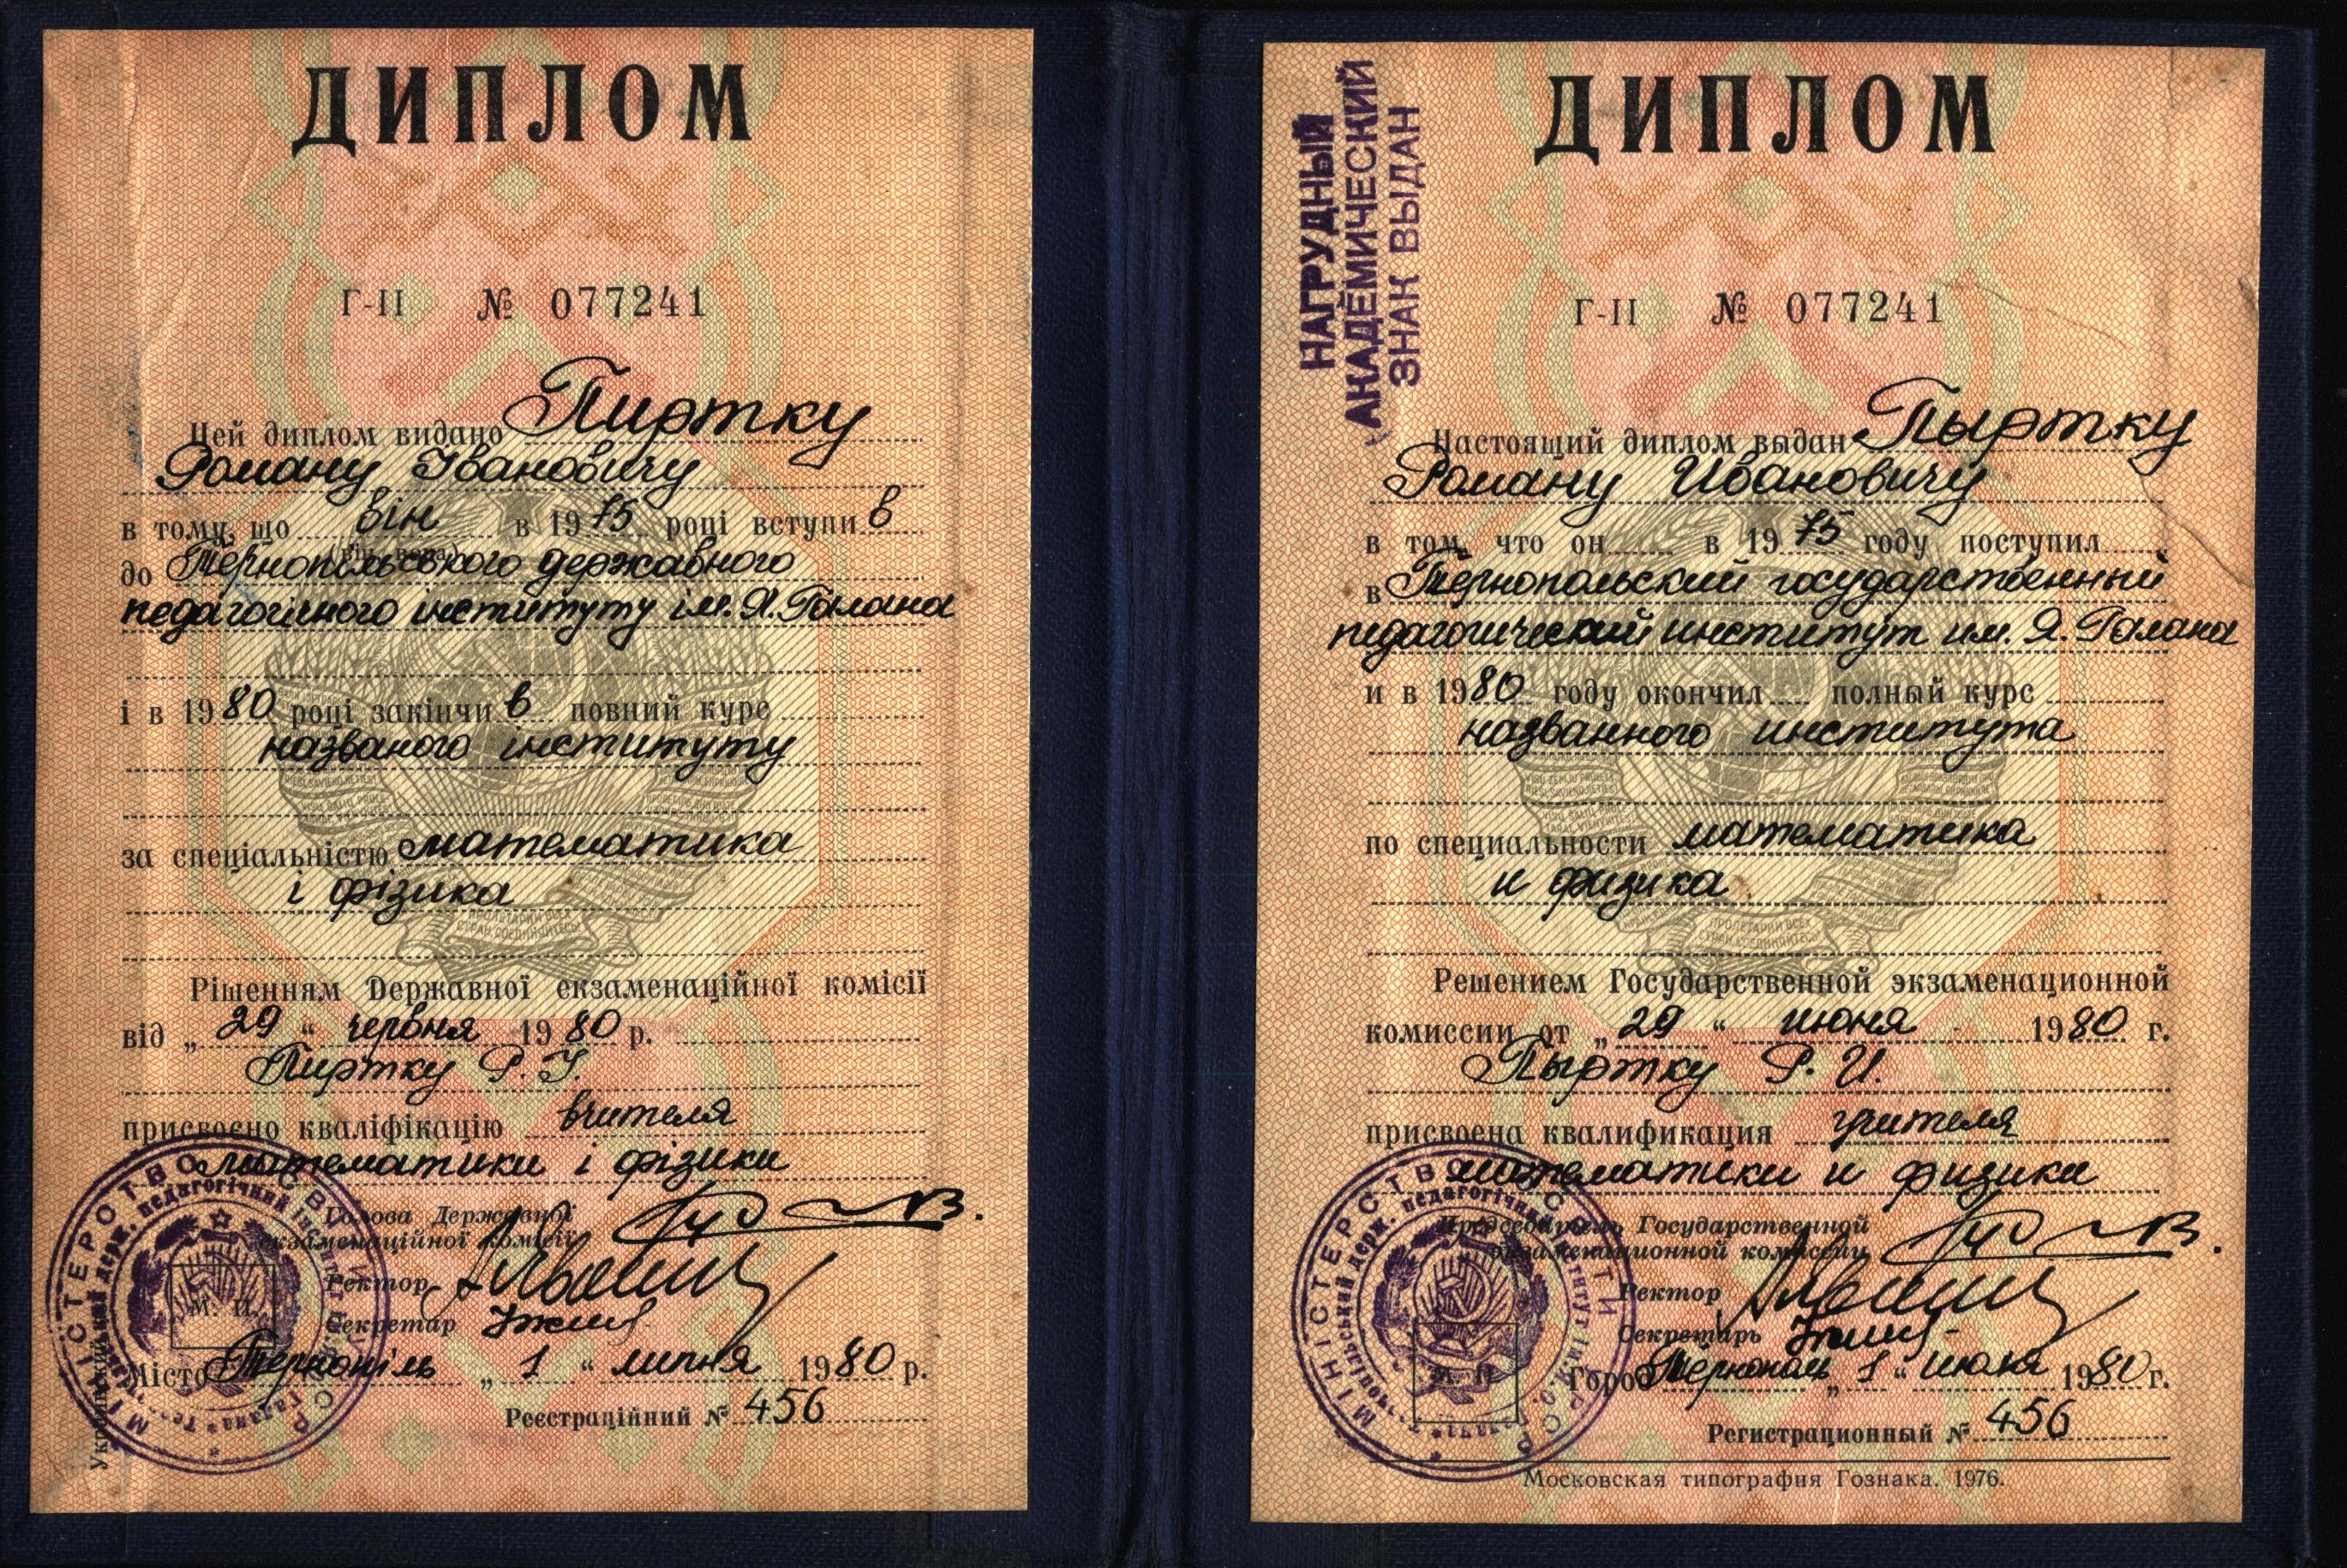 ДИПЛОМ
Г-II № 077241
Цей диплом видано Пиртку
Роману Івановичу
в тому, що він в 1975 році вступив
(він, вона)
до Тернопільського державного
педагогічного інституту ім. Я. Галана
і в 1980 році закінчив повний курс
названого інституту
за спеціальністю математика
і фізика
Рішенням Державної екзаменаційної комісії
від „29“ червня 1980 р.
Пиртку Р. І.
присвоєно кваліфікацію вчителя
математики і фізики
Голова Державної
екзаменаційної комісії
Ректор
Секретар
М. П.
Місто Тернопіль „1“ липня 1980 р.
Реєстраційний № 456
ДИПЛОМ
НАГРУДНЫЙ
АКАДЕМИЧЕСКИЙ
ЗНАК ВЫДАН
Г-II № 077241
Настоящий диплом выдан Пыртку
Роману Ивановичу
в том, что он в 1975 году поступил
в Тернопольский государственный
педагогический институт им. Я. Галана
и в 1980 году окончил полный курс
названного института
по специальности математика
и физика
Решением Государственной экзаменационной
комиссии от „29“ июня 1980 г.
Пыртку Р. И.
присвоена квалификация учителя
математики и физики
Председатель Государственной
экзаменационной комиссии
Ректор
Секретарь
М. П.
Город Тернополь „1“ июля 1980 г.
Регистрационный № 456
Московская типография Гознака. 1976.
МІНІСТЕРСТВО ОСВІТИ УРСР